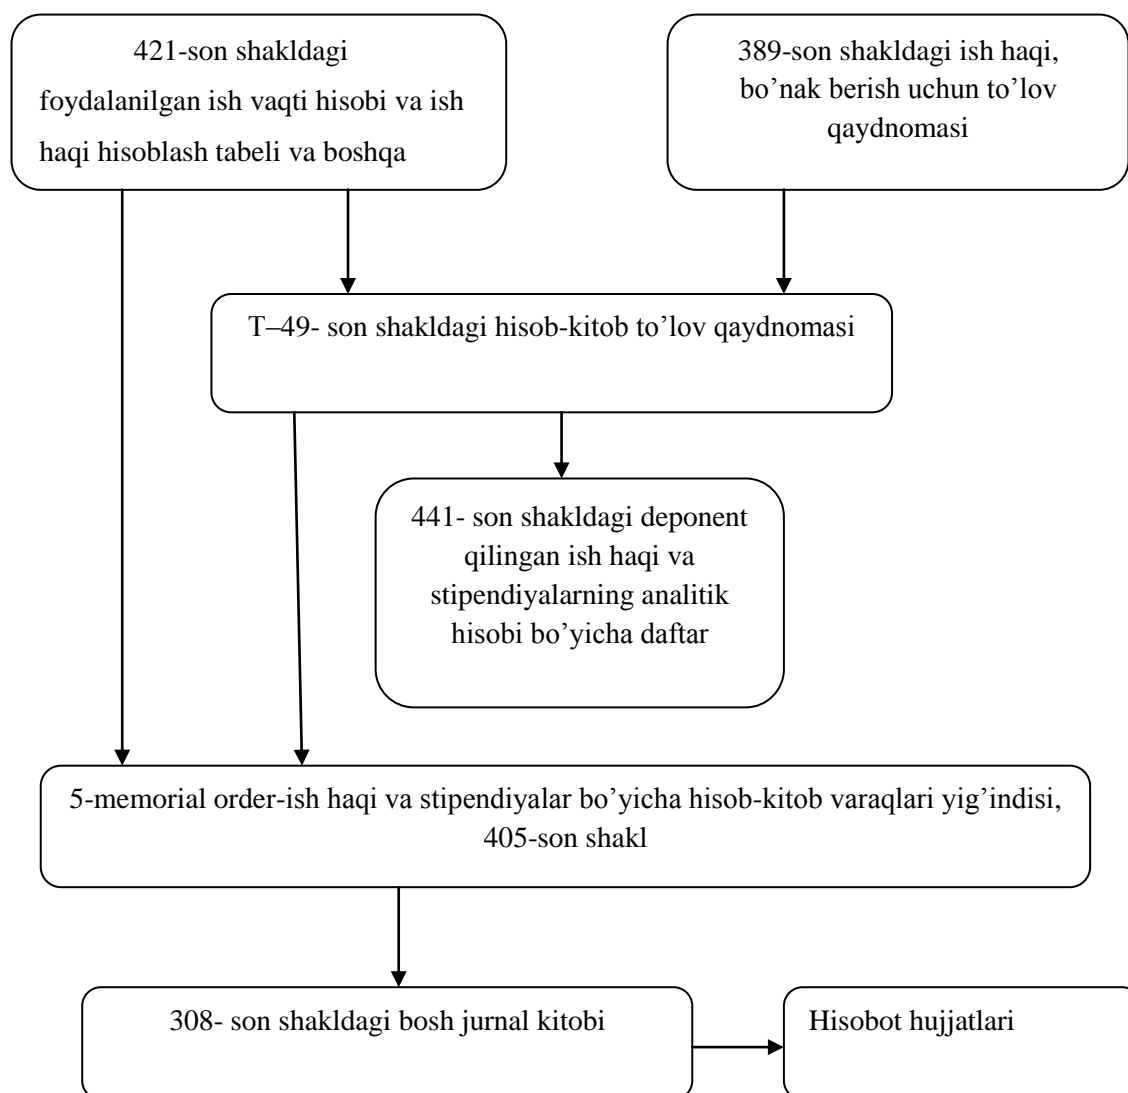 421-son shakldagi
foydalanilgan ish vaqti hisobi va ish
haqi hisoblash tabeli va boshqa
389-son shakldagi ish haqi,
bo’nak berish uchun to’lov
qaydnomasi
T–49- son shakldagi hisob-kitob to’lov qaydnomasi
441- son shakldagi deponent
qilingan ish haqi va
stipendiyalarning analitik
hisobi bo’yicha daftar
5-memorial order-ish haqi va stipendiyalar bo’yicha hisob-kitob varaqlari yig’indisi,
405-son shakl
308- son shakldagi bosh jurnal kitobi
Hisobot hujjatlari